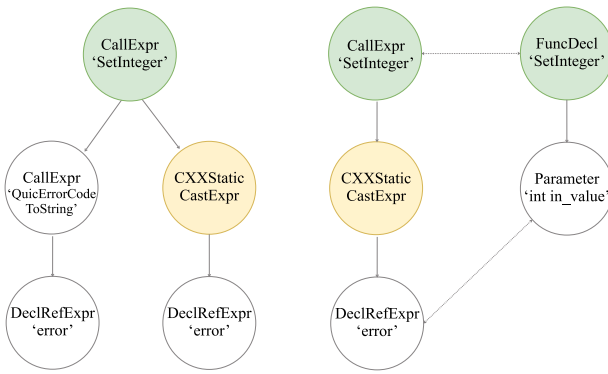 CallExpr
‘SetInteger’
CallExpr
‘QuicErrorCode
ToString’
CXXStatic
CastExpr
DeclRefExpr
‘error’
DeclRefExpr
‘error’
CallExpr
‘SetInteger’
FuncDecl
‘SetInteger’
CXXStatic
CastExpr
Parameter
‘int in_value’
DeclRefExpr
‘error’